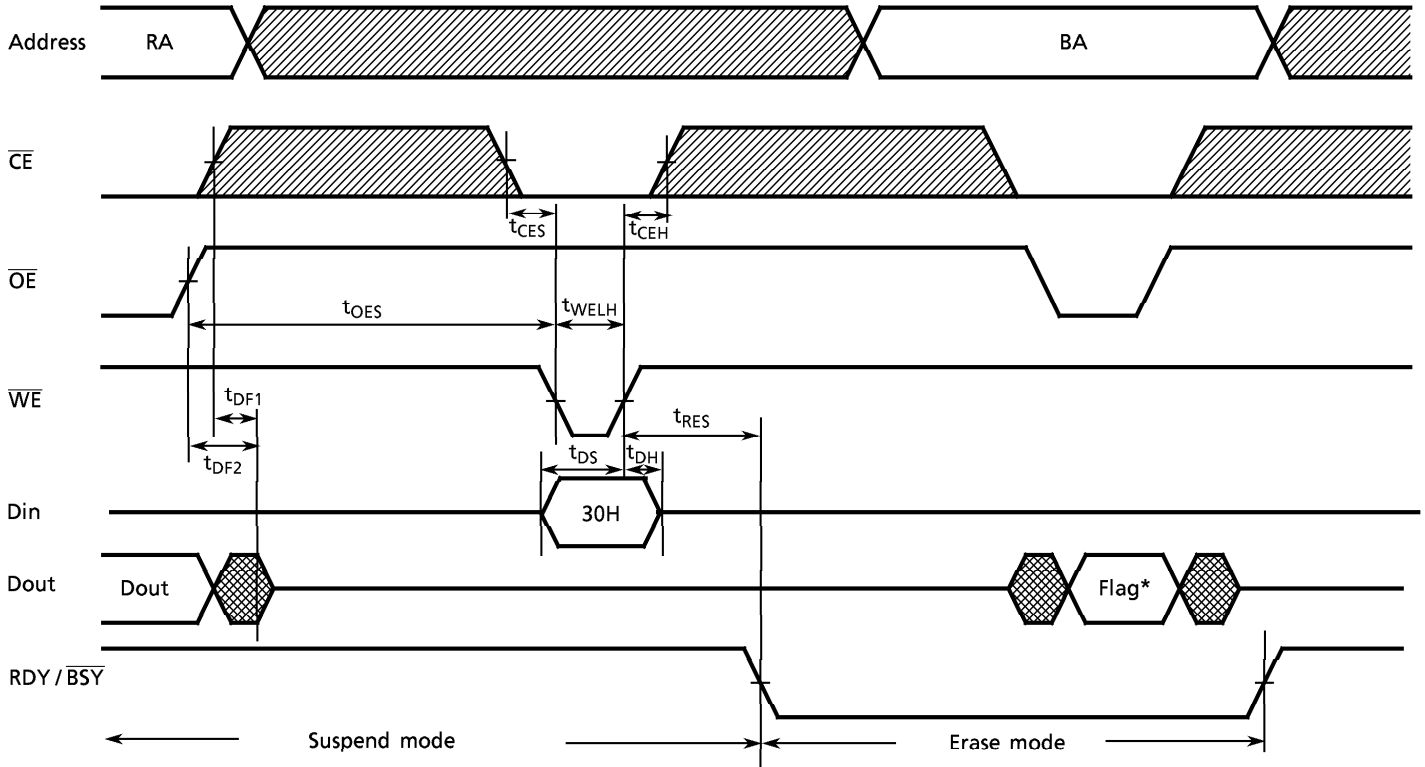 Address RA BA
CE
tCES tCEH
OE
tOES tWELH
WE
tDF1
tRES
tDF2
tDS tDH
Din 30H
Dout Dout Flag*
RDY / BSY
Suspend mode Erase mode